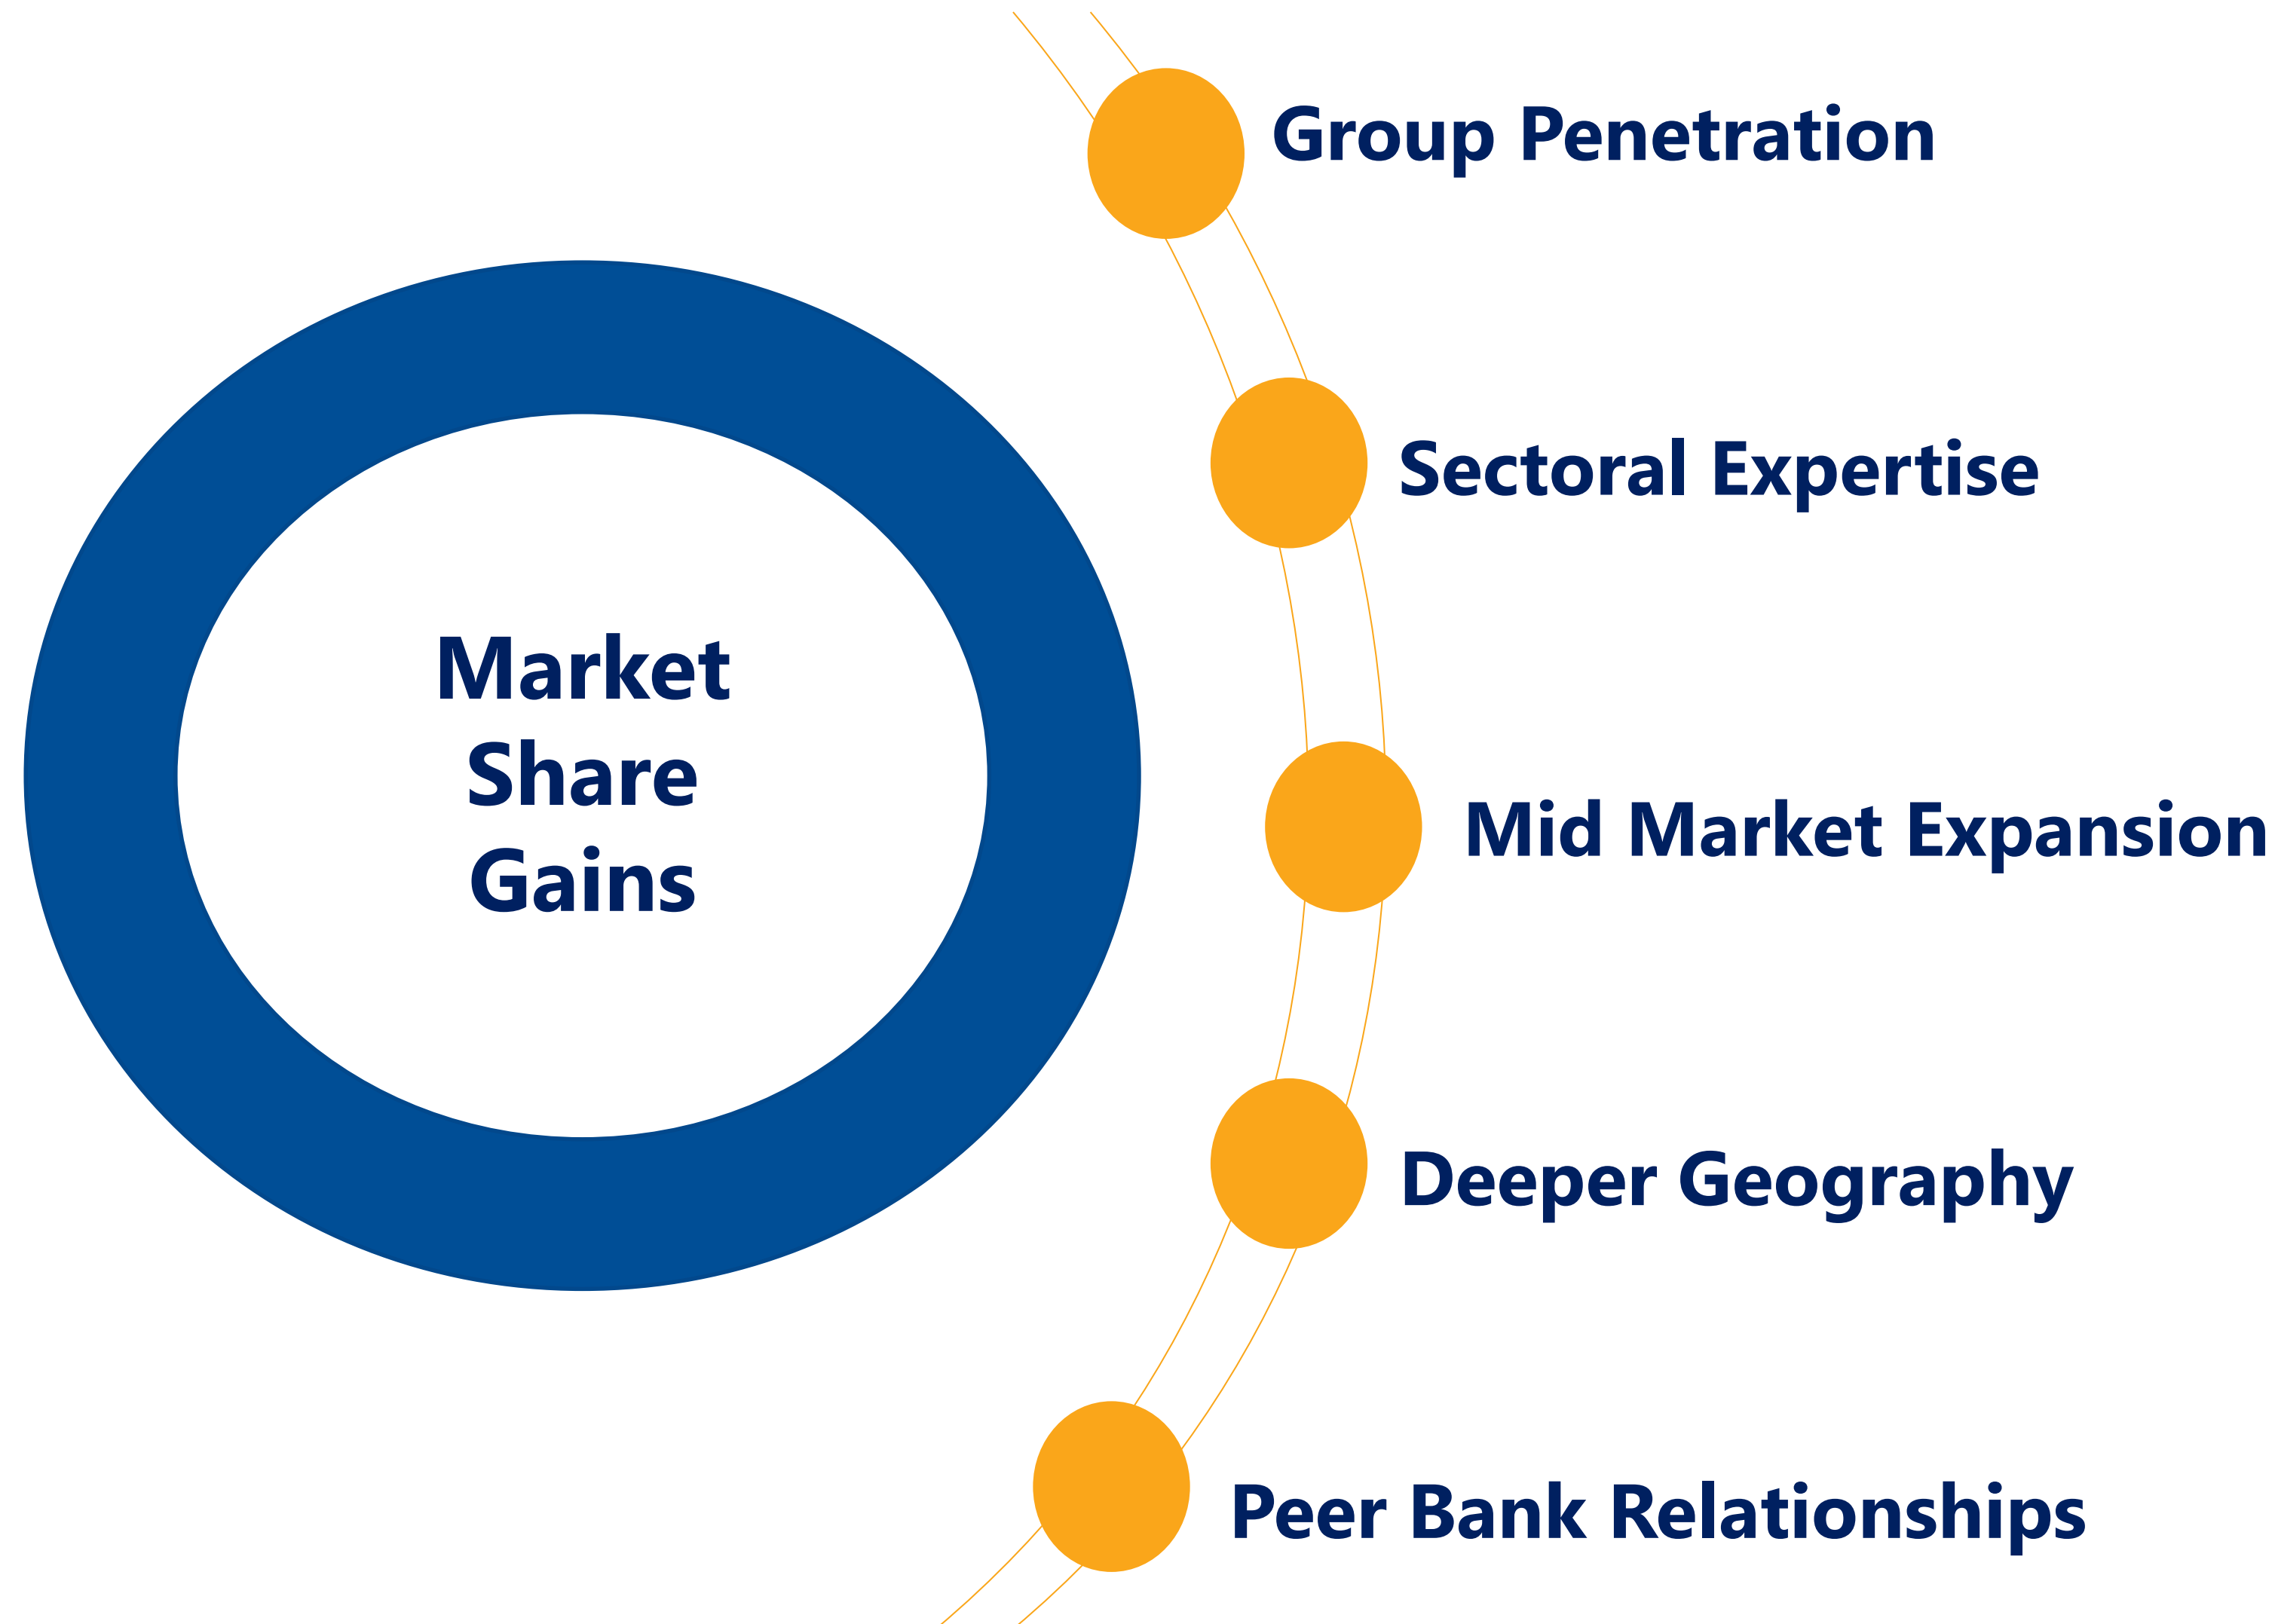 Market
Share
Gains
Group Penetration
Sectoral Expertise
Mid Market Expansion
Deeper Geography
Peer Bank Relationships